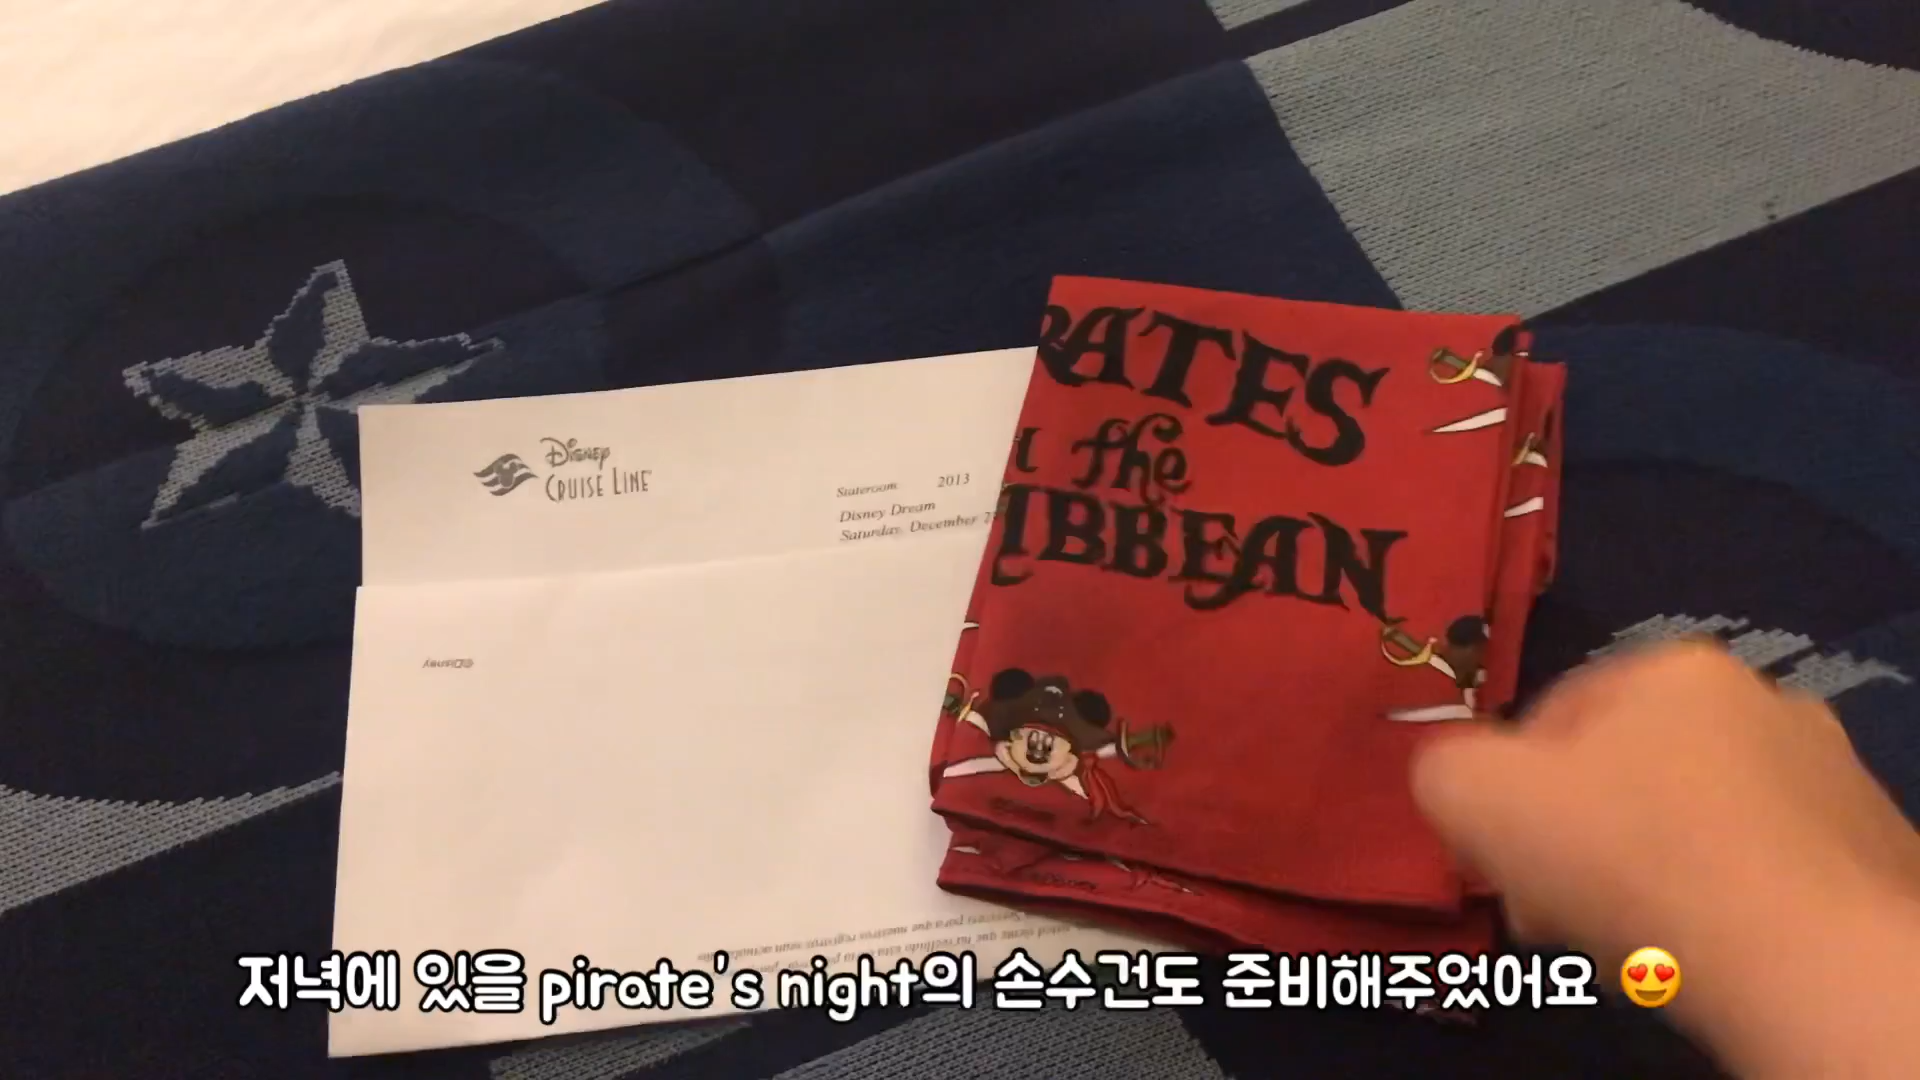 DISNEY
CRUISE LINE
Stateroom 2013
Disney Dream
Saturday, December
©Disney
RATES
the
IBBEAN
저녁에 있을 pirate's night의 손수건도 준비해주었어요 😍